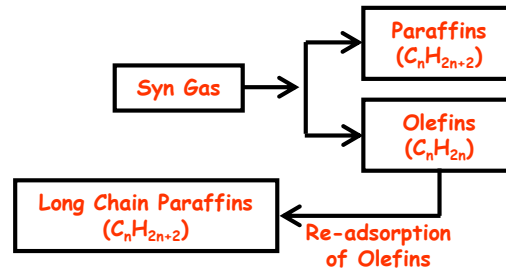 Paraffins
(CnH2n+2)
Syn Gas
Olefins
(CnH2n)
Long Chain Paraffins
(CnH2n+2)
Re-adsorption
of Olefins